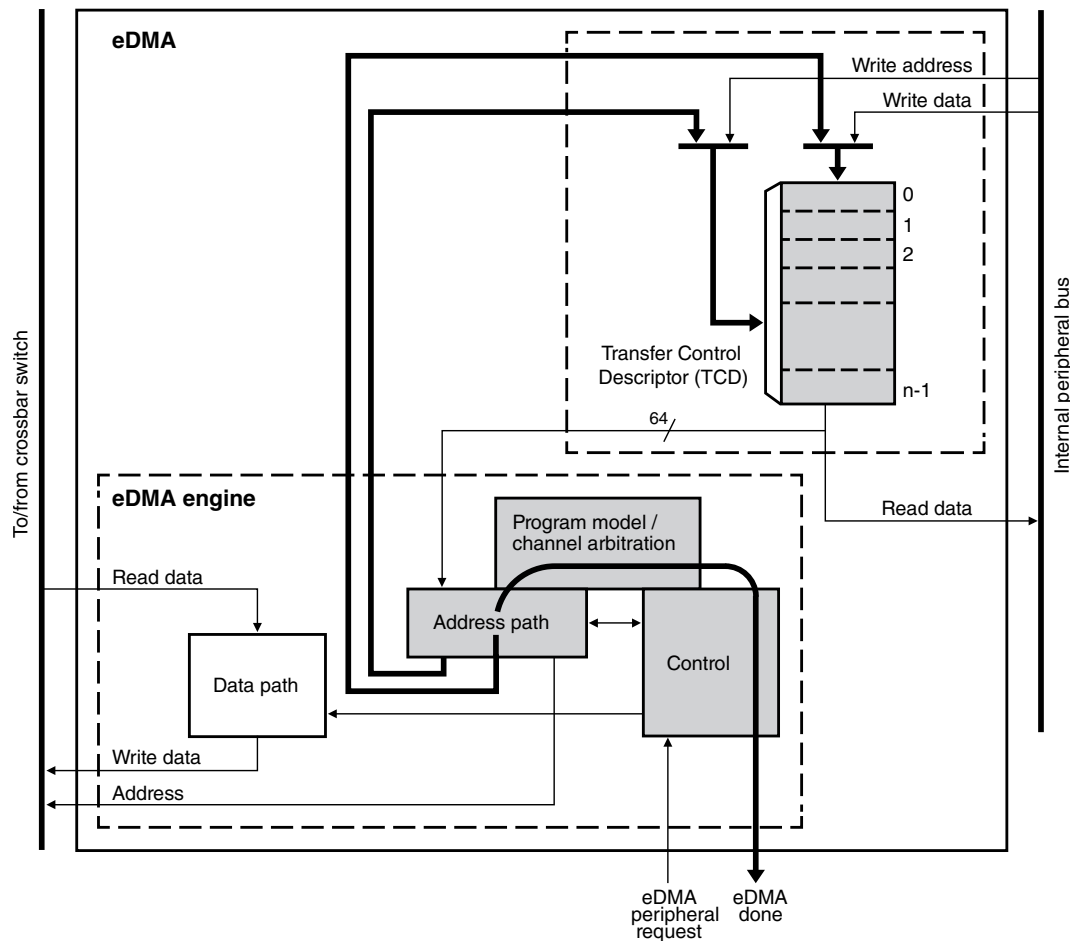 eDMA
Write address
Write data
0
1
2
n-1
Transfer Control
Descriptor (TCD)
64
To/from crossbar switch
Internal peripheral bus
eDMA engine
Program model /
channel arbitration
Read data
Read data
Address path
Control
Data path
Write data
Address
eDMA
peripheral
request
eDMA
done